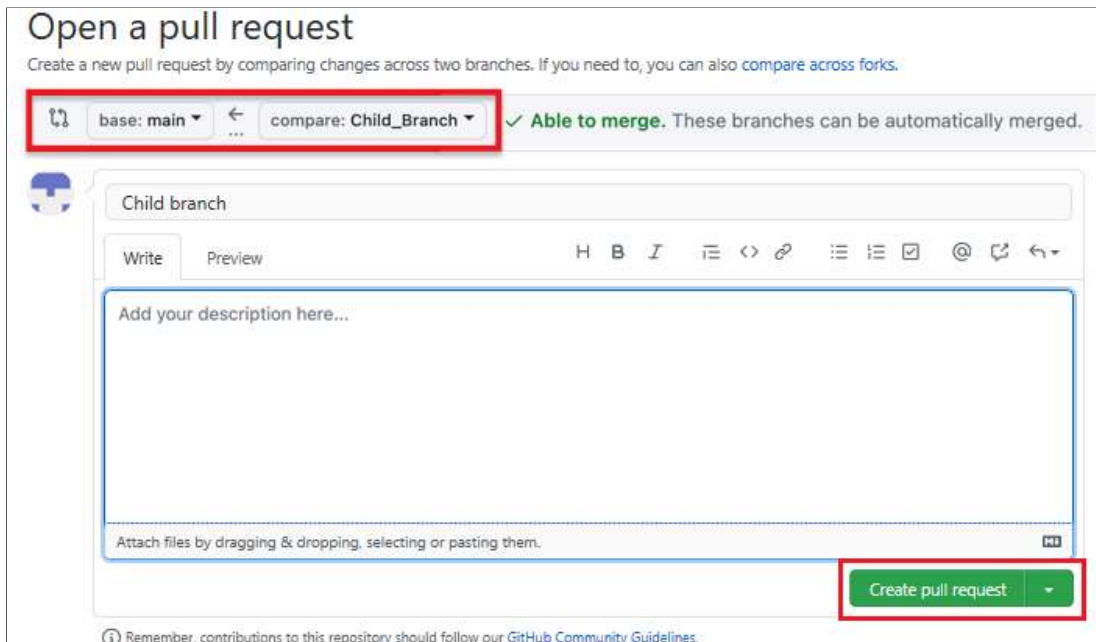 Open a pull request
Create a new pull request by comparing changes across two branches. If you need to, you can also compare across forks.
base: main compare: Child_Branch ✓ Able to merge. These branches can be automatically merged.
Child branch
Write Preview H B I
Add your description here...
Attach files by dragging & dropping, selecting or pasting them.
Create pull request
Remember, contributions to this repository should follow our GitHub Community Guidelines.